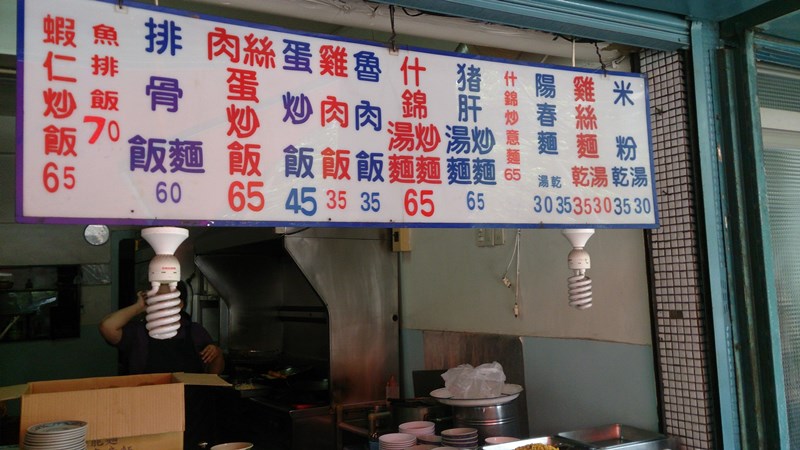 蝦仁炒飯
65
魚排飯
70
排骨
飯麵
60
肉絲
蛋炒飯
65
蛋炒飯
45
雞肉飯
35
魯肉飯
35
什錦
湯炒
麵麵
65
猪肝
湯炒
麵麵
65
什錦炒意麵
65
陽春麵
湯乾
30 35
雞絲麵
乾湯
35 30
米粉
乾湯
35 30